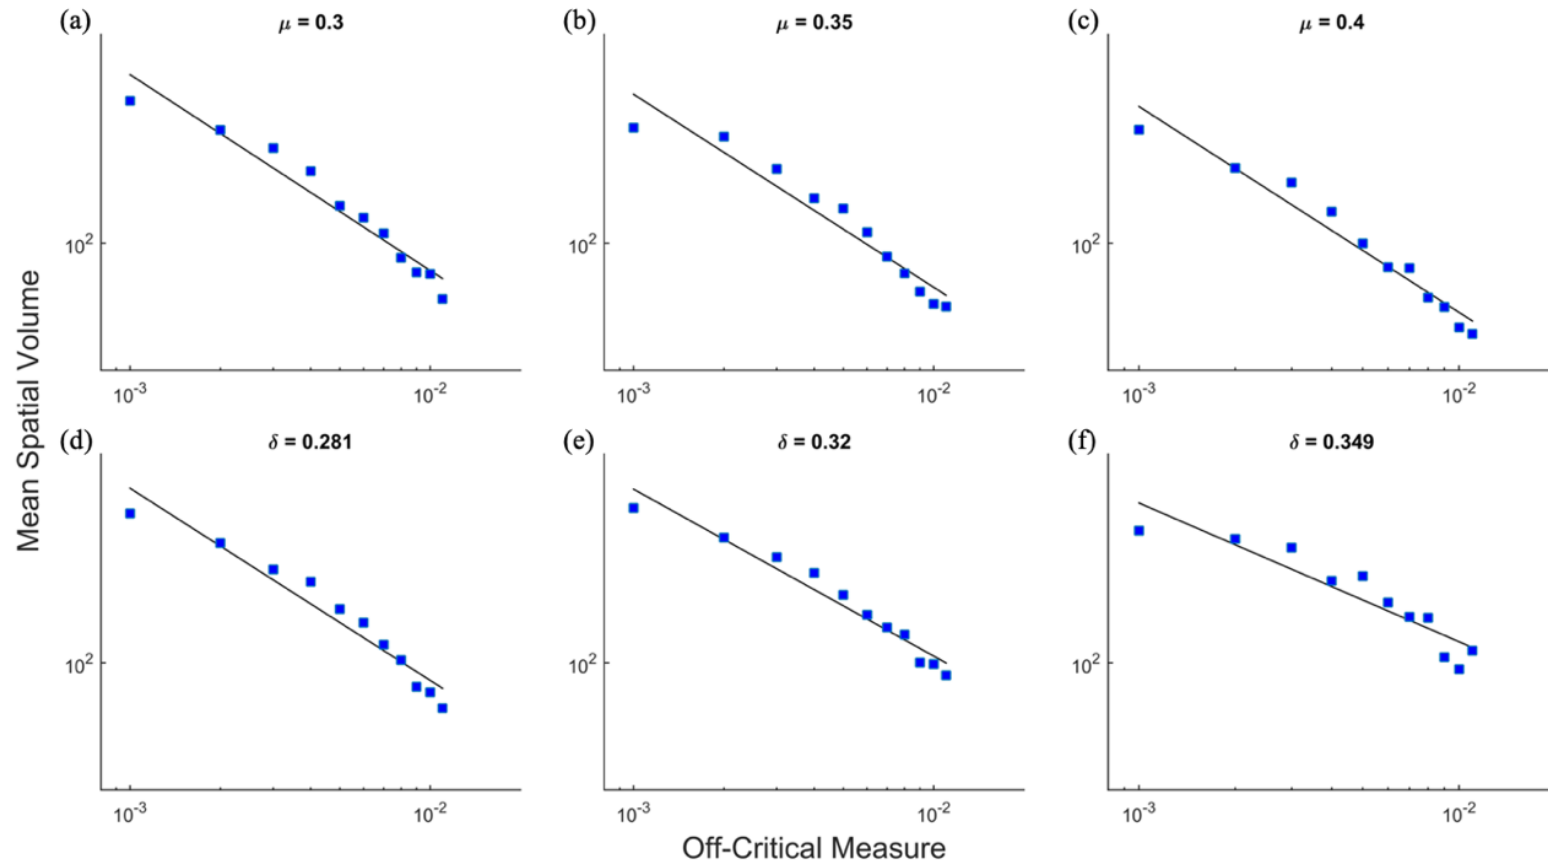 (a) μ = 0.3
(b) μ = 0.35
(c) μ = 0.4
10²
10²
10²
10⁻³ 10⁻²
10⁻³ 10⁻²
10⁻³ 10⁻²
(d) δ = 0.281
(e) δ = 0.32
(f) δ = 0.349
10²
10²
10²
10⁻³ 10⁻²
10⁻³ 10⁻²
10⁻³ 10⁻²
Mean Spatial Volume
Off-Critical Measure